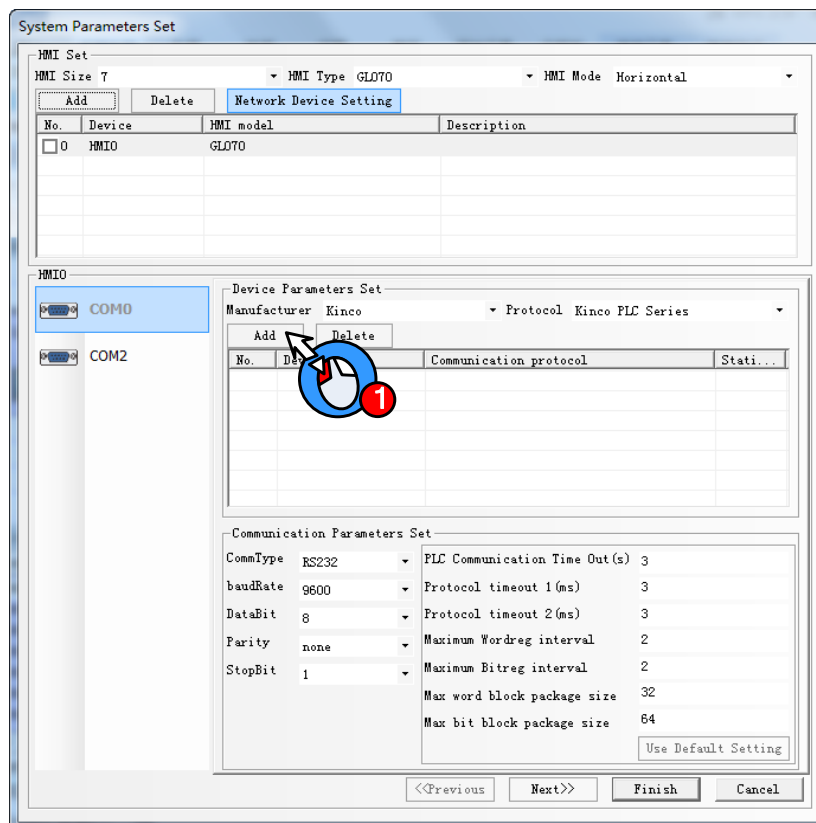 System Parameters Set
HMI Set
HMI Size 7 HMI Type GL070 HMI Mode Horizontal
Add Delete Network Device Setting
No. Device HMI model Description
0 HMI0 GL070
HMI0
COM0
COM2
Device Parameters Set
Manufacturer Kinco Protocol Kinco PLC Series
Add Delete
No. Communication protocol Stati...
1
Communication Parameters Set
CommType RS232 PLC Communication Time Out(s) 3
baudRate 9600 Protocol timeout 1(ms) 3
DataBit 8 Protocol timeout 2(ms) 3
Parity none Maximum Wordreg interval 2
StopBit 1 Maximum Bitreg interval 2
Max word block package size 32
Max bit block package size 64
Use Default Setting
<<Previous Next>> Finish Cancel